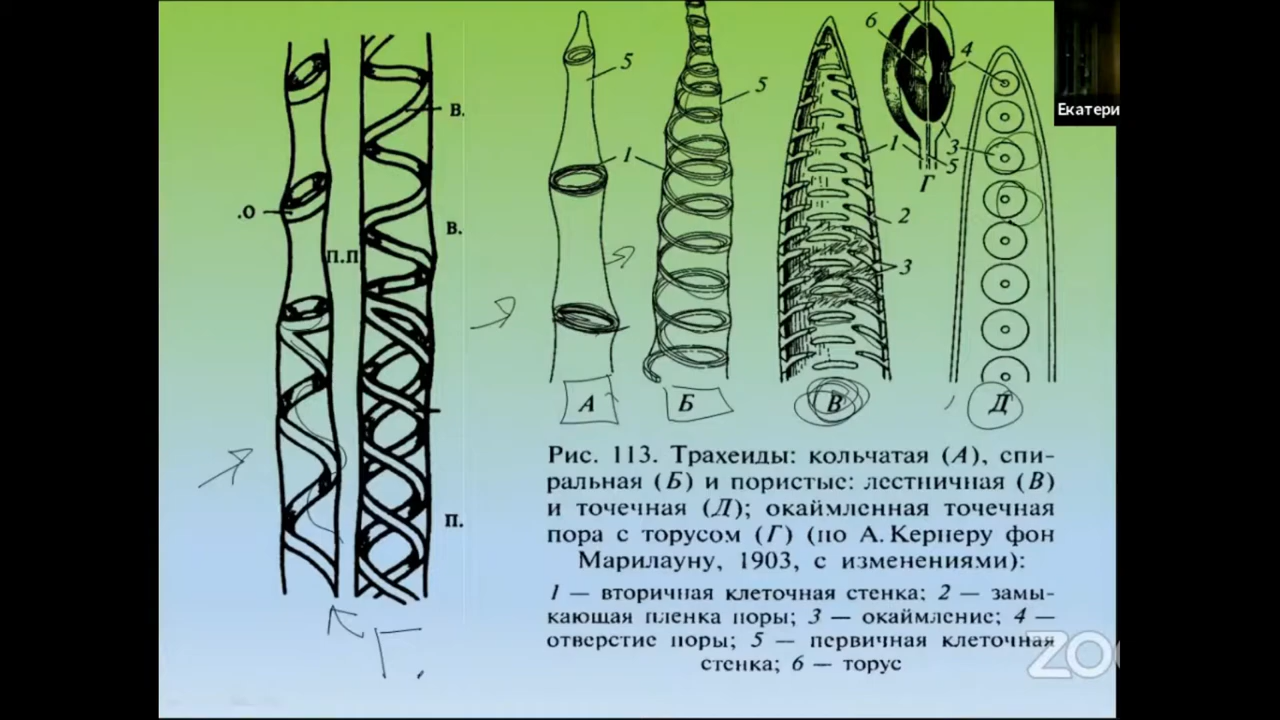 в.
.о
в.
п.п
п.
5
5
1
А
Б
6
4
1
3
5
Г
2
3
В
Д
Рис. 113. Трахеиды: кольчатая (А), спи-
ральная (Б) и пористые: лестничная (В)
и точечная (Д); окаймленная точечная
пора с торусом (Г) (по А. Кернеру фон
Марилауну, 1903, с изменениями):
1 — вторичная клеточная стенка; 2 — замы-
кающая пленка поры; 3 — окаймление; 4 —
отверстие поры; 5 — первичная клеточная
стенка; 6 — торус
Екатери
ZO